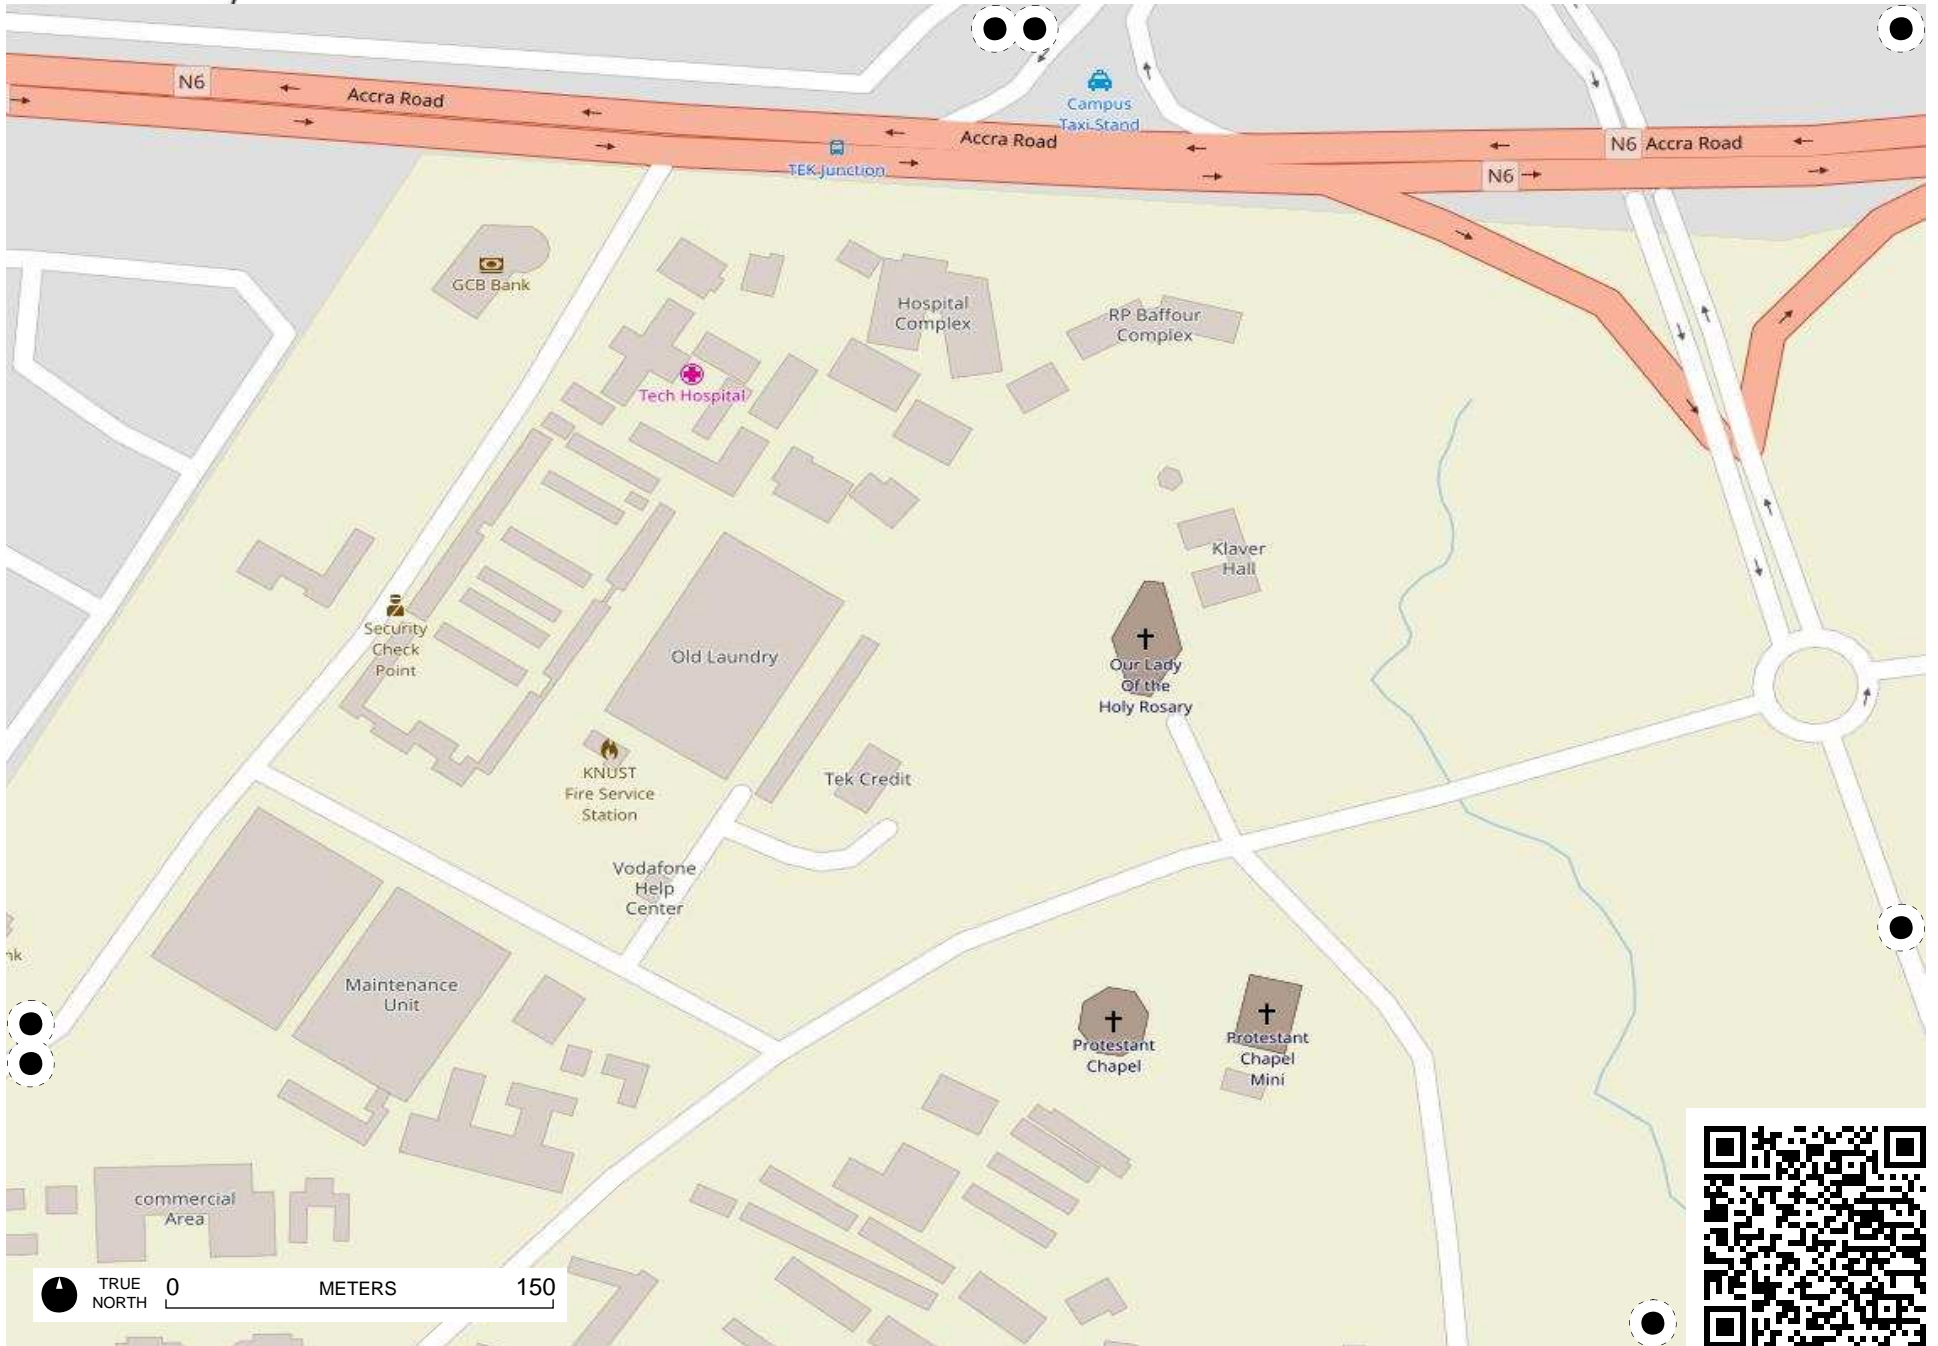 N6
Accra Road
Campus
Taxi Stand
Accra Road
N6
Accra Road
TEK Junction
N6
GCB Bank
Hospital
Complex
RP Baffour
Complex
Tech Hospital
Klaver
Hall
Security
Check
Point
Old Laundry
Our Lady
Of the
Holy Rosary
KNUST
Fire Service
Station
Tek Credit
Vodafone
Help
Center
nk
Maintenance
Unit
Protestant
Chapel
Protestant
Chapel
Mini
commercial
Area
TRUE
NORTH
0
METERS
150